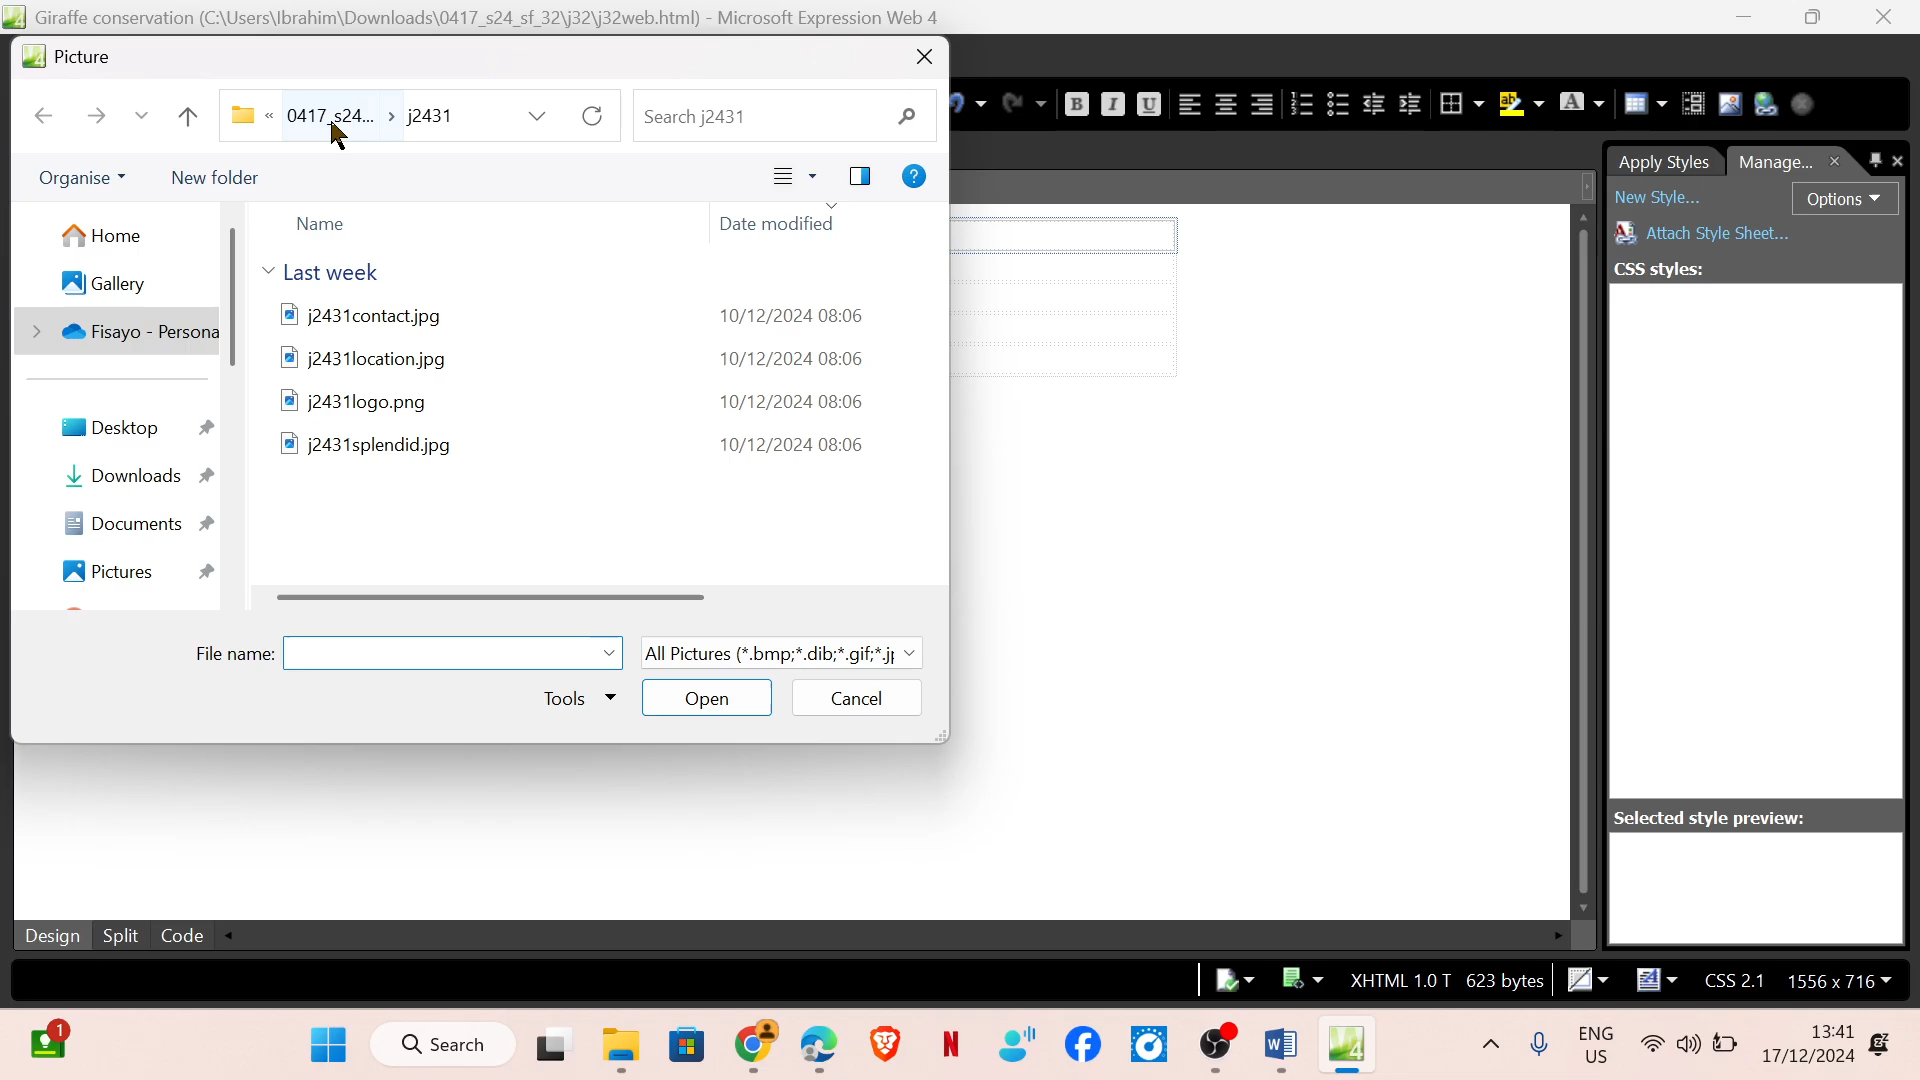 Giraffe conservation (C:\Users\Ibrahim\Downloads\0417_s24_sf_32\j32\j32web.html) - Microsoft Expression Web 4
Picture
« 0417_s24... › j2431
Search j2431
Organise
New folder
Name
Date modified
Home
Gallery
Fisayo - Persona
Desktop
Downloads
Documents
Pictures
Last week
j2431contact.jpg 10/12/2024 08:06
j2431location.jpg 10/12/2024 08:06
j2431logo.png 10/12/2024 08:06
j2431splendid.jpg 10/12/2024 08:06
File name:
All Pictures (*.bmp;*.dib;*.gif;*.j
Tools
Open
Cancel
B I U
Apply Styles
Manage...
New Style...
Options
Attach Style Sheet...
CSS styles:
Selected style preview:
Design Split Code
XHTML 1.0 T 623 bytes
CSS 2.1 1556 x 716
1
Search
ENG
US
13:41
17/12/2024